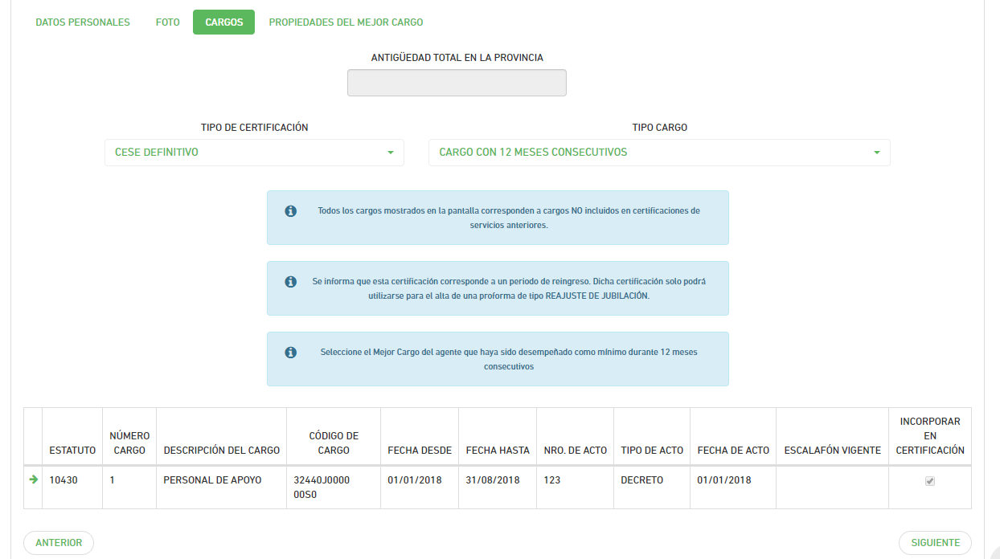 DATOS PERSONALES FOTO CARGOS PROPIEDADES DEL MEJOR CARGO
ANTIGÜEDAD TOTAL EN LA PROVINCIA
TIPO DE CERTIFICACIÓN TIPO CARGO
CESE DEFINITIVO CARGO CON 12 MESES CONSECUTIVOS
Todos los cargos mostrados en la pantalla corresponden a cargos NO incluidos en certificaciones de
servicios anteriores.
Se informa que esta certificación corresponde a un periodo de reingreso. Dicha certificación solo podrá
utilizarse para el alta de una proforma de tipo REAJUSTE DE JUBILACIÓN.
Seleccione el Mejor Cargo del agente que haya sido desempeñado como mínimo durante 12 meses
consecutivos
ESTATUTO NÚMERO CARGO DESCRIPCIÓN DEL CARGO CÓDIGO DE CARGO FECHA DESDE FECHA HASTA NRO. DE ACTO TIPO DE ACTO FECHA DE ACTO ESCALAFÓN VIGENTE INCORPORAR EN CERTIFICACIÓN
10430 1 PERSONAL DE APOYO 32440J0000 01/01/2018 31/08/2018 123 DECRETO 01/01/2018
00S0
ANTERIOR SIGUIENTE